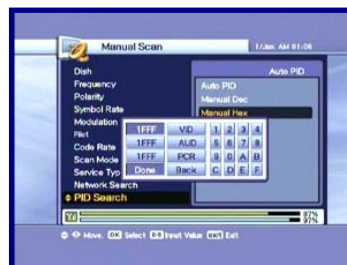 Manual Scan
1/Jan. AM 01:06
Dish
Auto PID
Frequency
Auto PID
Polarity
Manual Dec
Symbol Rate
Manual Hex
Modulation
Pilot
1FFF VID 1 2 3 4
Code Rate
1FFF AUD 5 6 7 8
Scan Mode
1FFF PCR 9 0 A B
Service Typ
Done Back C D E F
Network Search
PID Search
97%
97%
Move OK Select 0-9 Input Value EXIT Exit